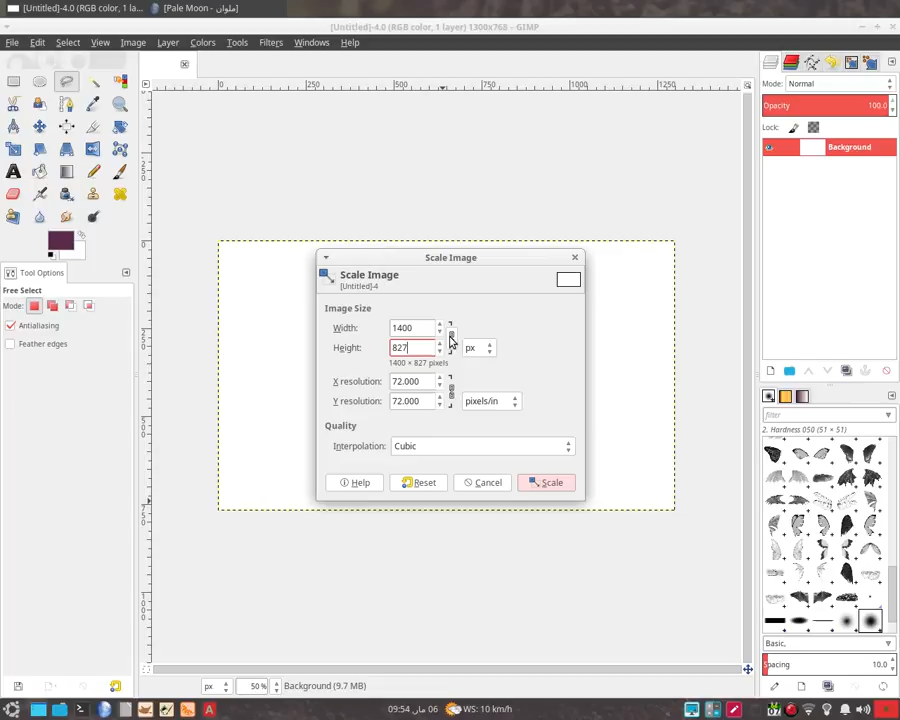 [Untitled]-4.0 (RGB color, 1 la...
[Pale Moon - ملوان]
[Untitled]-4.0 (RGB color, 1 layer) 1300x768 – GIMP
File Edit Select View Image Layer Colors Tools Filters Windows Help
0 250 500 750 1000 1250
Mode: Normal
Opacity 100.0
Lock:
Background
Tool Options
Free Select
Mode:
Antialiasing
Feather edges
Scale Image
Scale Image
[Untitled]-4
Image Size
Width: 1400
Height: 827 px
1400 × 827 pixels
X resolution: 72.000
Y resolution: 72.000 pixels/in
Quality
Interpolation: Cubic
Help Reset Cancel Scale
filter
2. Hardness 050 (51 × 51)
Basic,
Spacing 10.0
px 50 % Background (9.7 MB)
09:54 06 مار
WS: 10 km/h